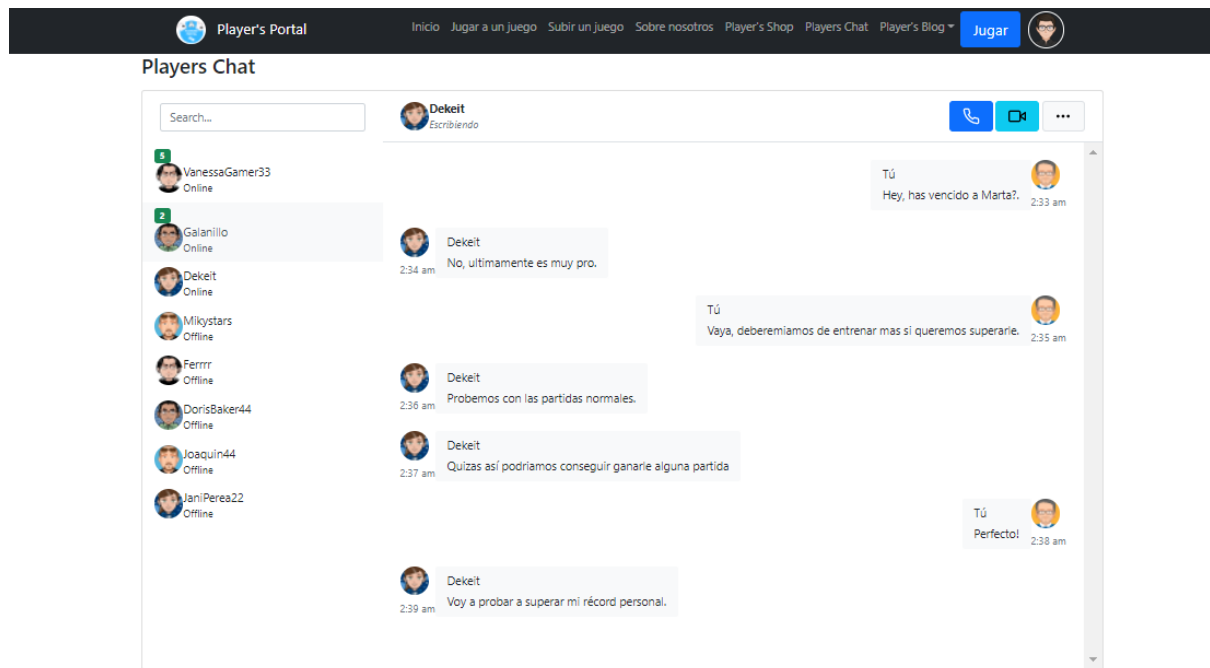 Player's Portal
Inicio Jugar a un juego Subir un juego Sobre nosotros Player's Shop Players Chat Player's Blog Jugar
Players Chat
Search...
5
VanessaGamer33
Online
2
Galanillo
Online
Dekeit
Online
Mikystars
Offline
Ferrrr
Offline
DorisBaker44
Offline
Joaquin44
Offline
JaniPerea22
Offline
Dekeit
Escribiendo
Tú
Hey, has vencido a Marta?.
2:33 am
Dekeit
No, ultimamente es muy pro.
2:34 am
Tú
Vaya, deberemiamos de entrenar mas si queremos superarle.
2:35 am
Dekeit
Probemos con las partidas normales.
2:36 am
Dekeit
Quizas así podriamos conseguir ganarle alguna partida
2:37 am
Tú
Perfecto!
2:38 am
Dekeit
Voy a probar a superar mi récord personal.
2:39 am